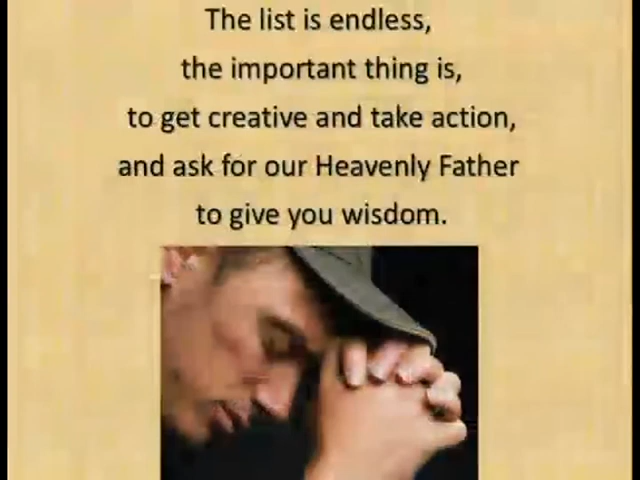 The list is endless,
the important thing is,
to get creative and take action,
and ask for our Heavenly Father
to give you wisdom.